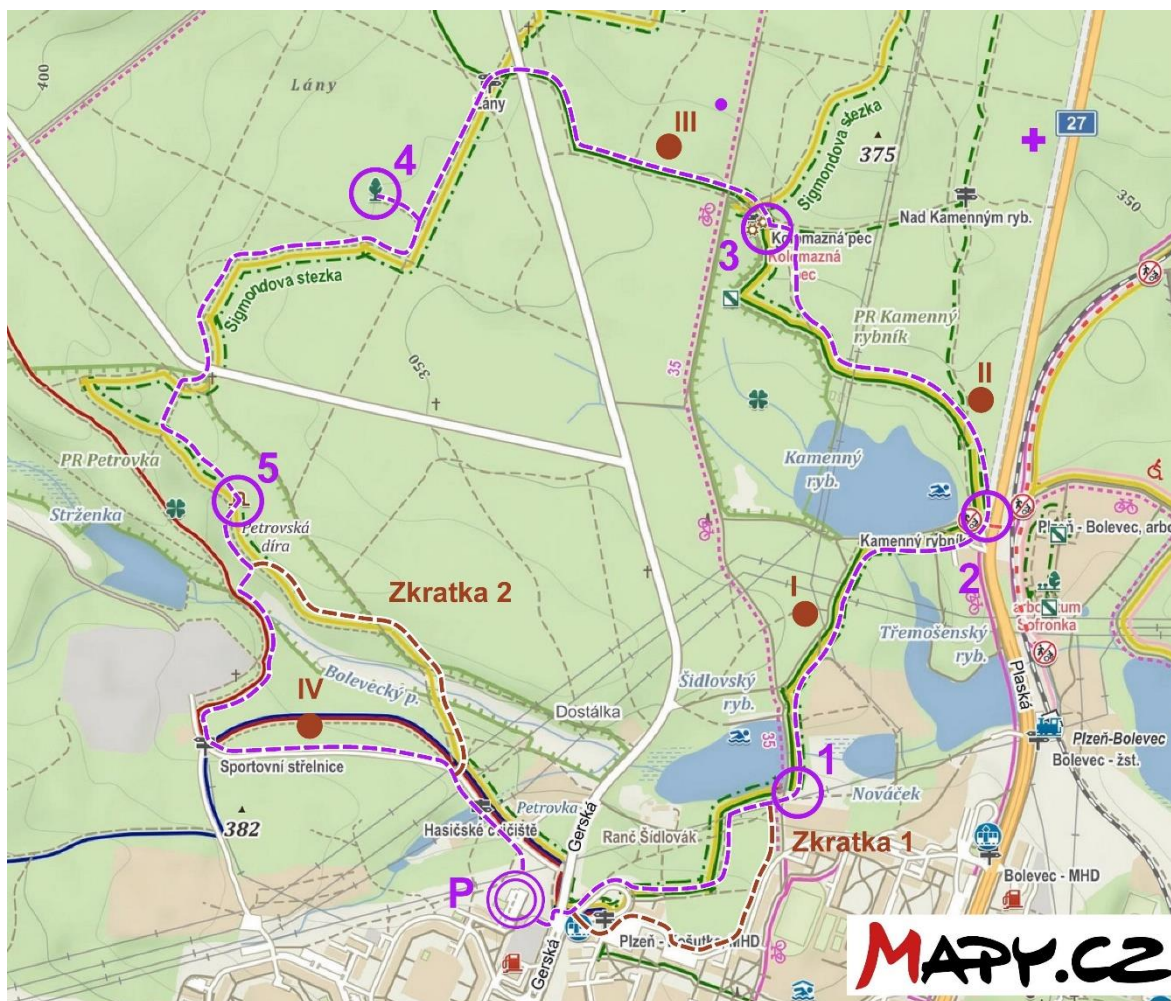 400
Lány
Lány
Sigmondova stezka
III
375
27
4
3
Kolomazná pec
Kolomazná
Nad Kamenným ryb.
350
Sigmondova stezka
35
PR Kamenný
rybník
II
350
Kamenný
ryb.
PR Petrovka
5
Petrovská
díra
Strženka
Kamenný rybník
2
Plzeň - Bolevec, arbo
arboretum
Sofronka
Zkratka 2
I
Třemošenský
ryb.
Plaská
Bolevecký p.
IV
Šidlovský
ryb.
Dostálka
35
1
Plzeň-Bolevec
Bolevec - žst.
Sportovní střelnice
Nováček
382
Petrovka
Gerská
Ranč Šidlovák
Zkratka 1
P
Bolevec - MHD
Gerská
MAPY.CZ